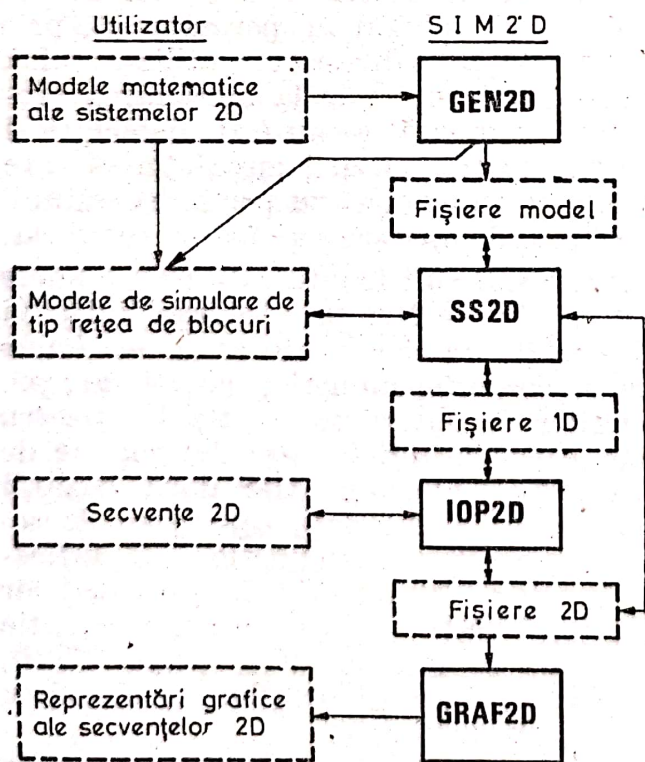 Utilizator
SIM2D
Modele matematice
ale sistemelor 2D
GEN2D
Fişiere model
Modele de simulare de
tip reţea de blocuri
SS2D
Fişiere 1D
Secvenţe 2D
IOP2D
Fişiere 2D
Reprezentări grafice
ale secvenţelor 2D
GRAF2D